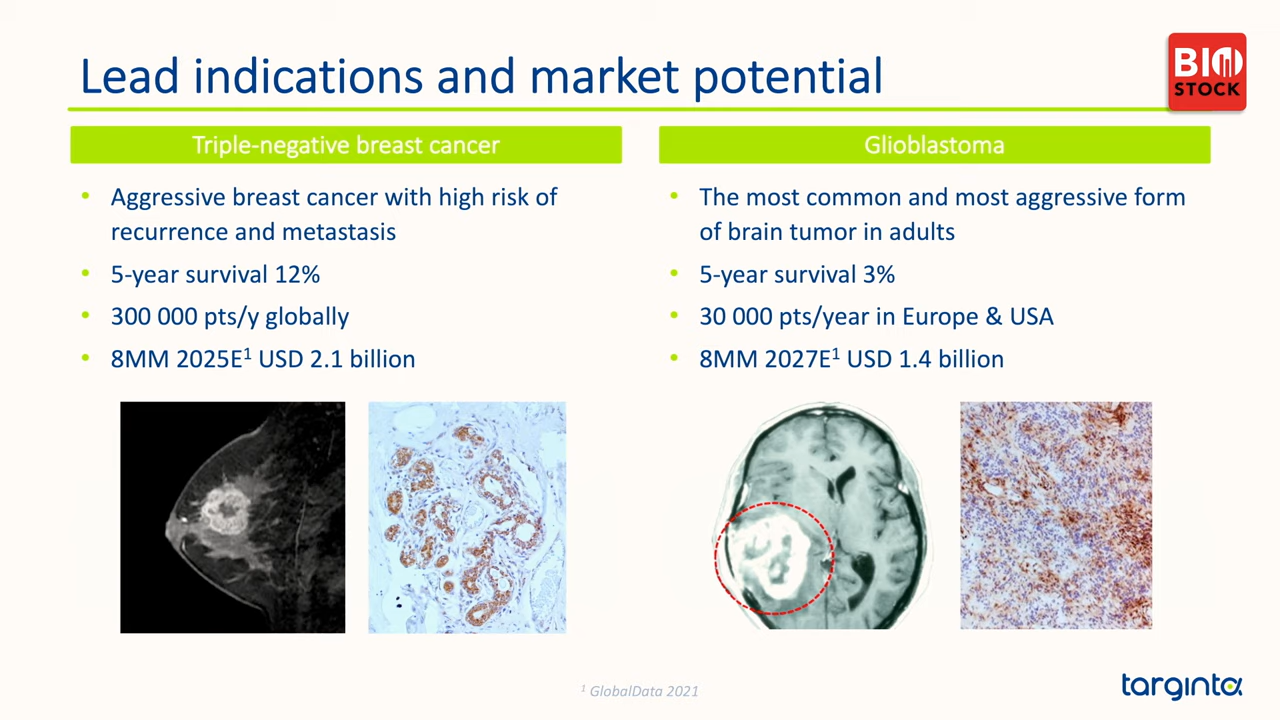 Lead indications and market potential
BIO
STOCK
Triple-negative breast cancer
• Aggressive breast cancer with high risk of
recurrence and metastasis
• 5-year survival 12%
• 300 000 pts/y globally
• 8MM 2025E¹ USD 2.1 billion
Glioblastoma
• The most common and most aggressive form
of brain tumor in adults
• 5-year survival 3%
• 30 000 pts/year in Europe & USA
• 8MM 2027E¹ USD 1.4 billion
¹ GlobalData 2021
targinta